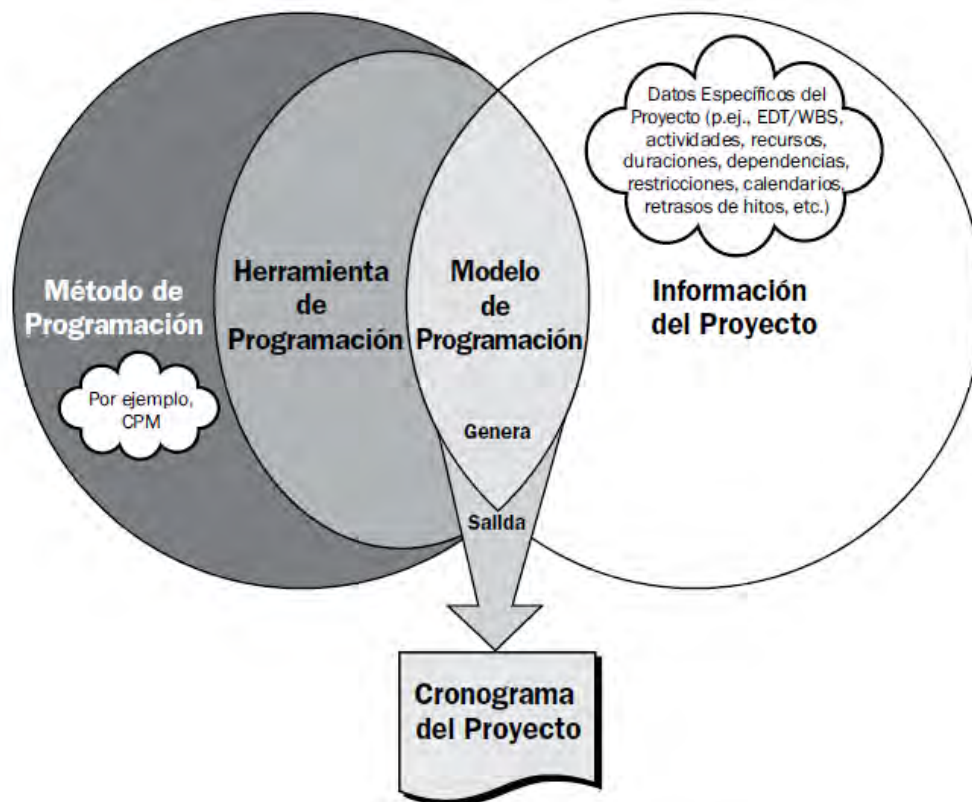 Datos Específicos del
Proyecto (p.ej., EDT/WBS,
actividades, recursos,
duraciones, dependencias,
restricciones, calendarios,
retrasos de hitos, etc.)
Método de
Programación
Por ejemplo,
CPM
Herramienta
de
Programación
Modelo
de
Programación
Información
del Proyecto
Genera
Salida
Cronograma
del Proyecto